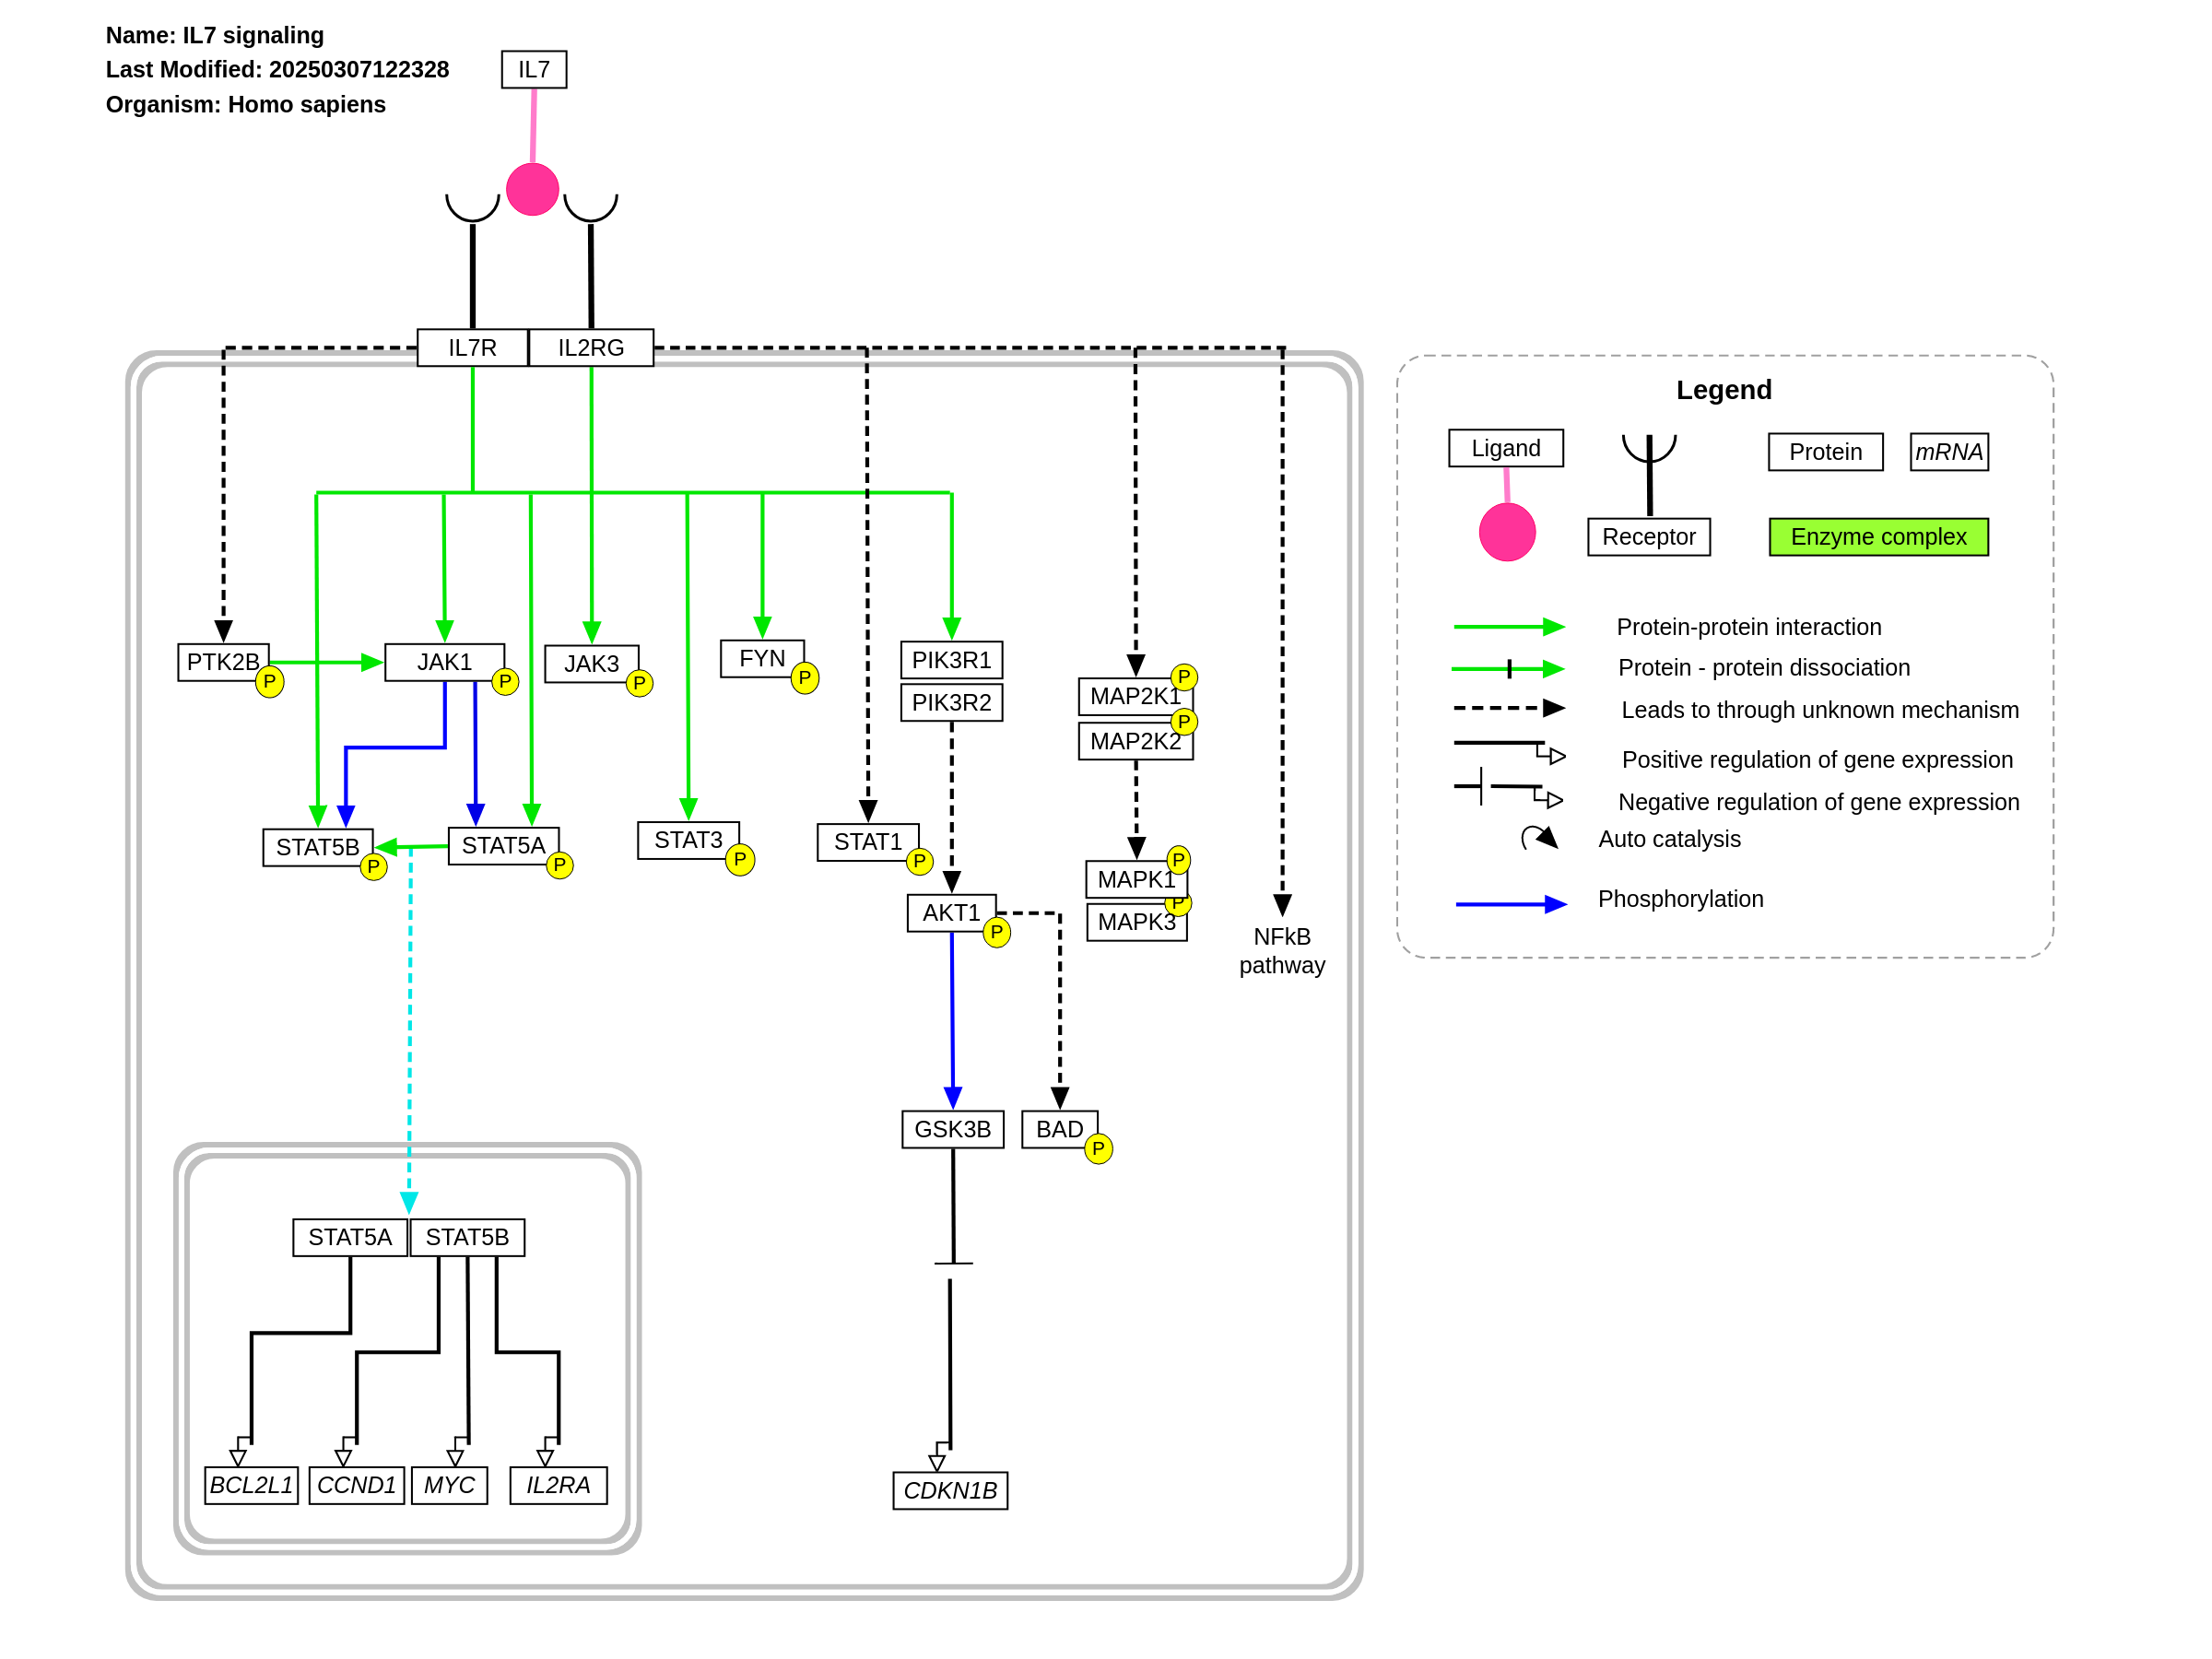 Name: IL7 signaling
Last Modified: 20250307122328
Organism: Homo sapiens
IL7
IL7R
IL2RG
PTK2B
P
JAK1
P
JAK3
P
FYN
P
PIK3R1
PIK3R2
MAP2K1
P
MAP2K2
P
STAT5B
P
STAT5A
P
STAT3
P
STAT1
P
AKT1
P
MAPK1
P
MAPK3
P
NFkB
pathway
GSK3B
BAD
P
STAT5A
STAT5B
BCL2L1
CCND1
MYC
IL2RA
CDKN1B
Legend
Ligand
Receptor
Protein
mRNA
Enzyme complex
Protein-protein interaction
Protein - protein dissociation
Leads to through unknown mechanism
Positive regulation of gene expression
Negative regulation of gene expression
Auto catalysis
Phosphorylation